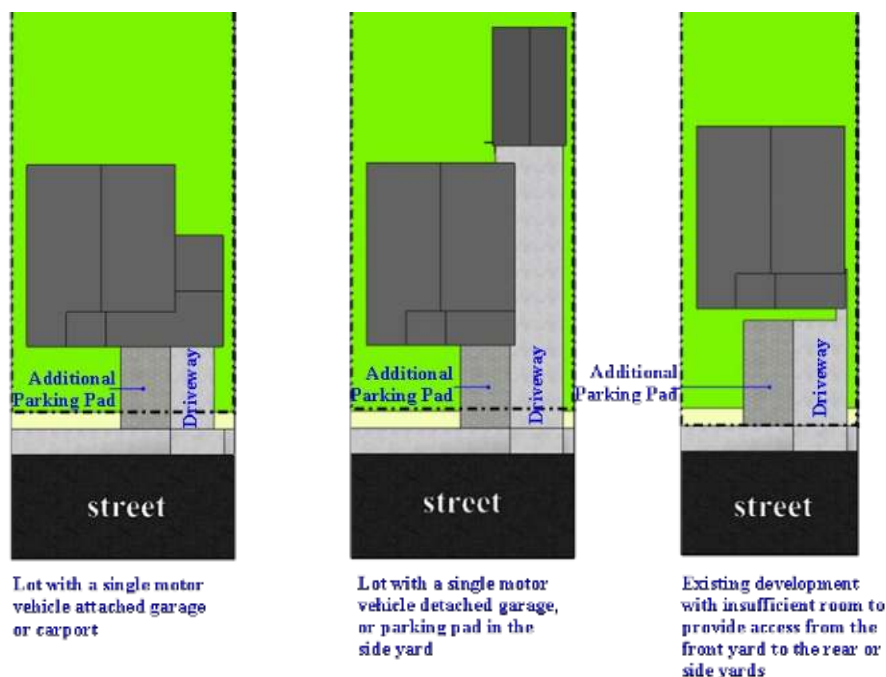 Additional
Parking Pad
Driveway
street
Lot with a single motor
vehicle attached garage
or carport
Additional
Parking Pad
Driveway
street
Lot with a single motor
vehicle detached garage,
or parking pad in the
side yard
Additional
Parking Pad
Driveway
street
Existing development
with insufficient room to
provide access from the
front yard to the rear or
side yards